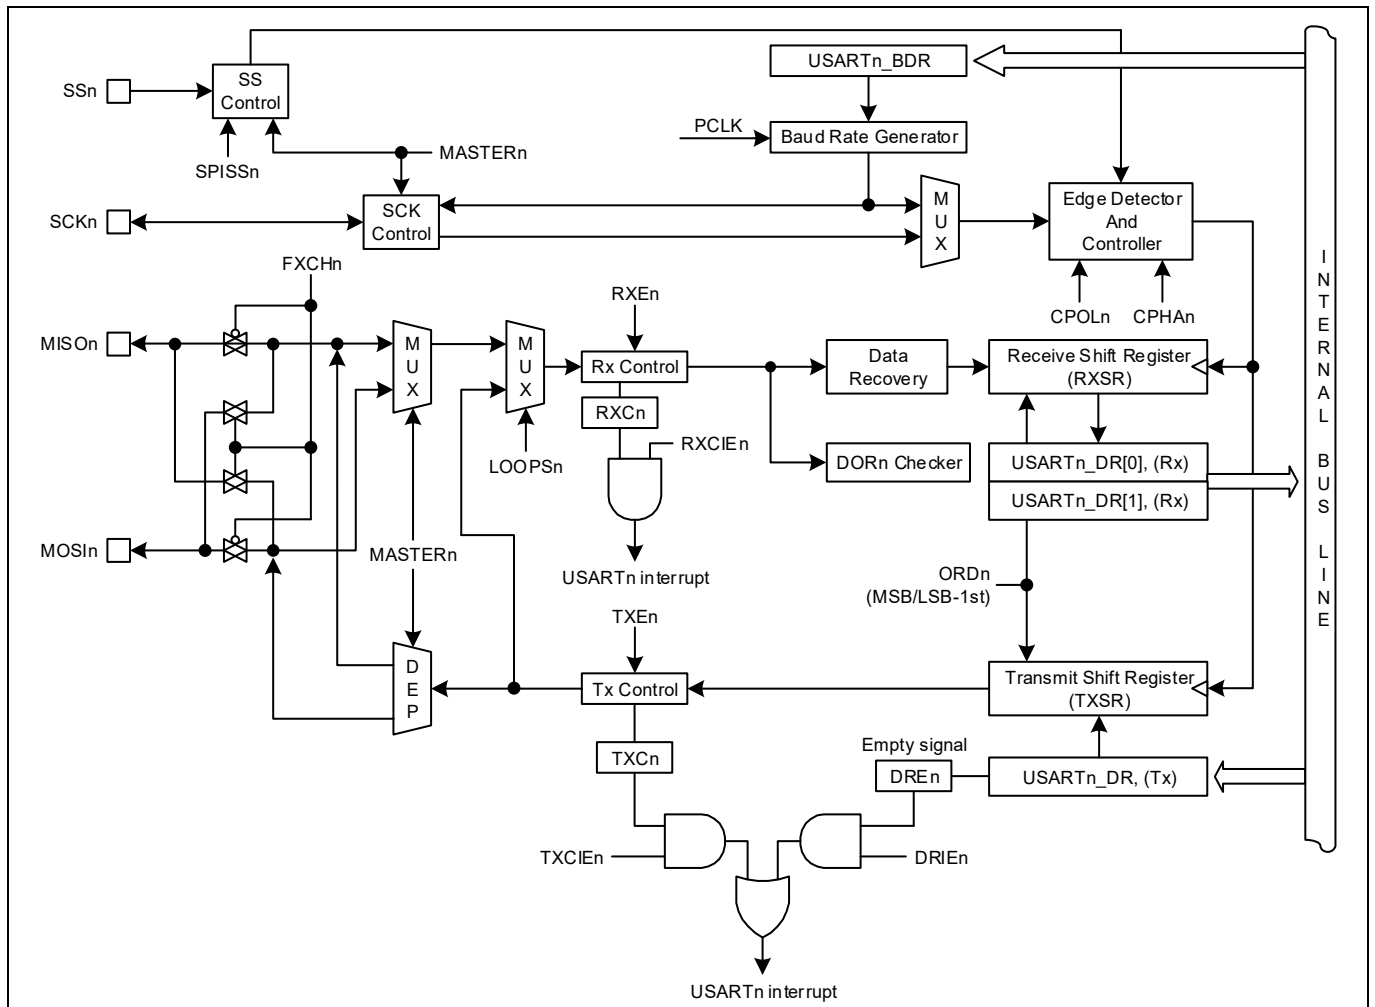 USARTn_BDR
SSn
SS
Control
PCLK
Baud Rate Generator
SPISSn
MASTERn
SCKn
SCK
Control
M
U
X
Edge Detector
And
Controller
FXCHn
RXEn
CPOLn
CPHAn
MISOn
M
U
X
M
U
X
Rx Control
Data
Recovery
Receive Shift Register
(RXSR)
RXCn
RXCIEn
LOOPSn
DORn Checker
USARTn_DR[0], (Rx)
USARTn_DR[1], (Rx)
MOSIn
MASTERn
USARTn interrupt
ORDn
(MSB/LSB-1st)
TXEn
D
E
P
Tx Control
Transmit Shift Register
(TXSR)
TXCn
Empty signal
DREn
USARTn_DR, (Tx)
TXCIEn
DRIEn
USARTn interrupt
I
N
T
E
R
N
A
L
B
U
S
L
I
N
E